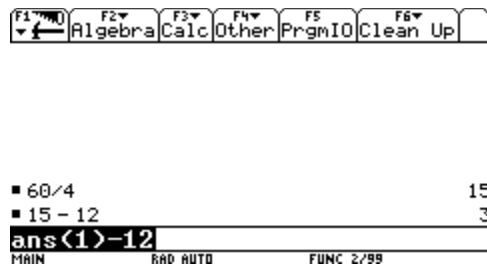 F1 F2 Algebra F3 Calc F4 Other F5 PrgmIO F6 Clean Up
■ 60/4 15
■ 15 - 12 3
ans(1)-12
MAIN RAD AUTO FUNC 2/99